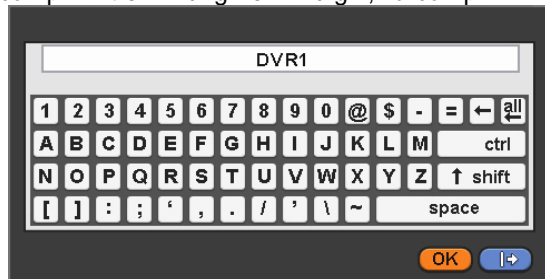 DVR1
1 2 3 4 5 6 7 8 9 0 @ $ - = ← all
A B C D E F G H I J K L M ctrl
N O P Q R S T U V W X Y Z ↑ shift
[ ] : ; ‘ , . / ’ \ ~ space
OK